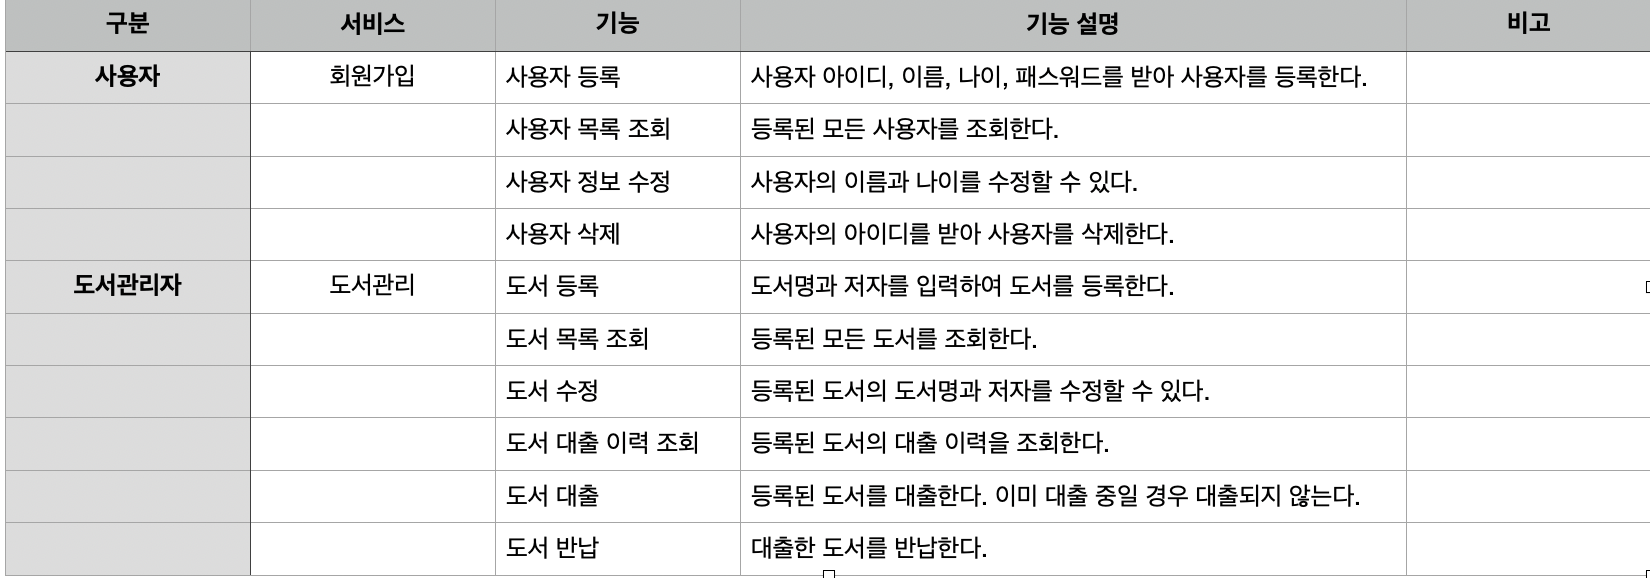 구분 서비스 기능 기능 설명 비고
사용자 회원가입 사용자 등록 사용자 아이디, 이름, 나이, 패스워드를 받아 사용자를 등록한다.
사용자 목록 조회 등록된 모든 사용자를 조회한다.
사용자 정보 수정 사용자의 이름과 나이를 수정할 수 있다.
사용자 삭제 사용자의 아이디를 받아 사용자를 삭제한다.
도서관리자 도서관리 도서 등록 도서명과 저자를 입력하여 도서를 등록한다.
도서 목록 조회 등록된 모든 도서를 조회한다.
도서 수정 등록된 도서의 도서명과 저자를 수정할 수 있다.
도서 대출 이력 조회 등록된 도서의 대출 이력을 조회한다.
도서 대출 등록된 도서를 대출한다. 이미 대출 중일 경우 대출되지 않는다.
도서 반납 대출한 도서를 반납한다.